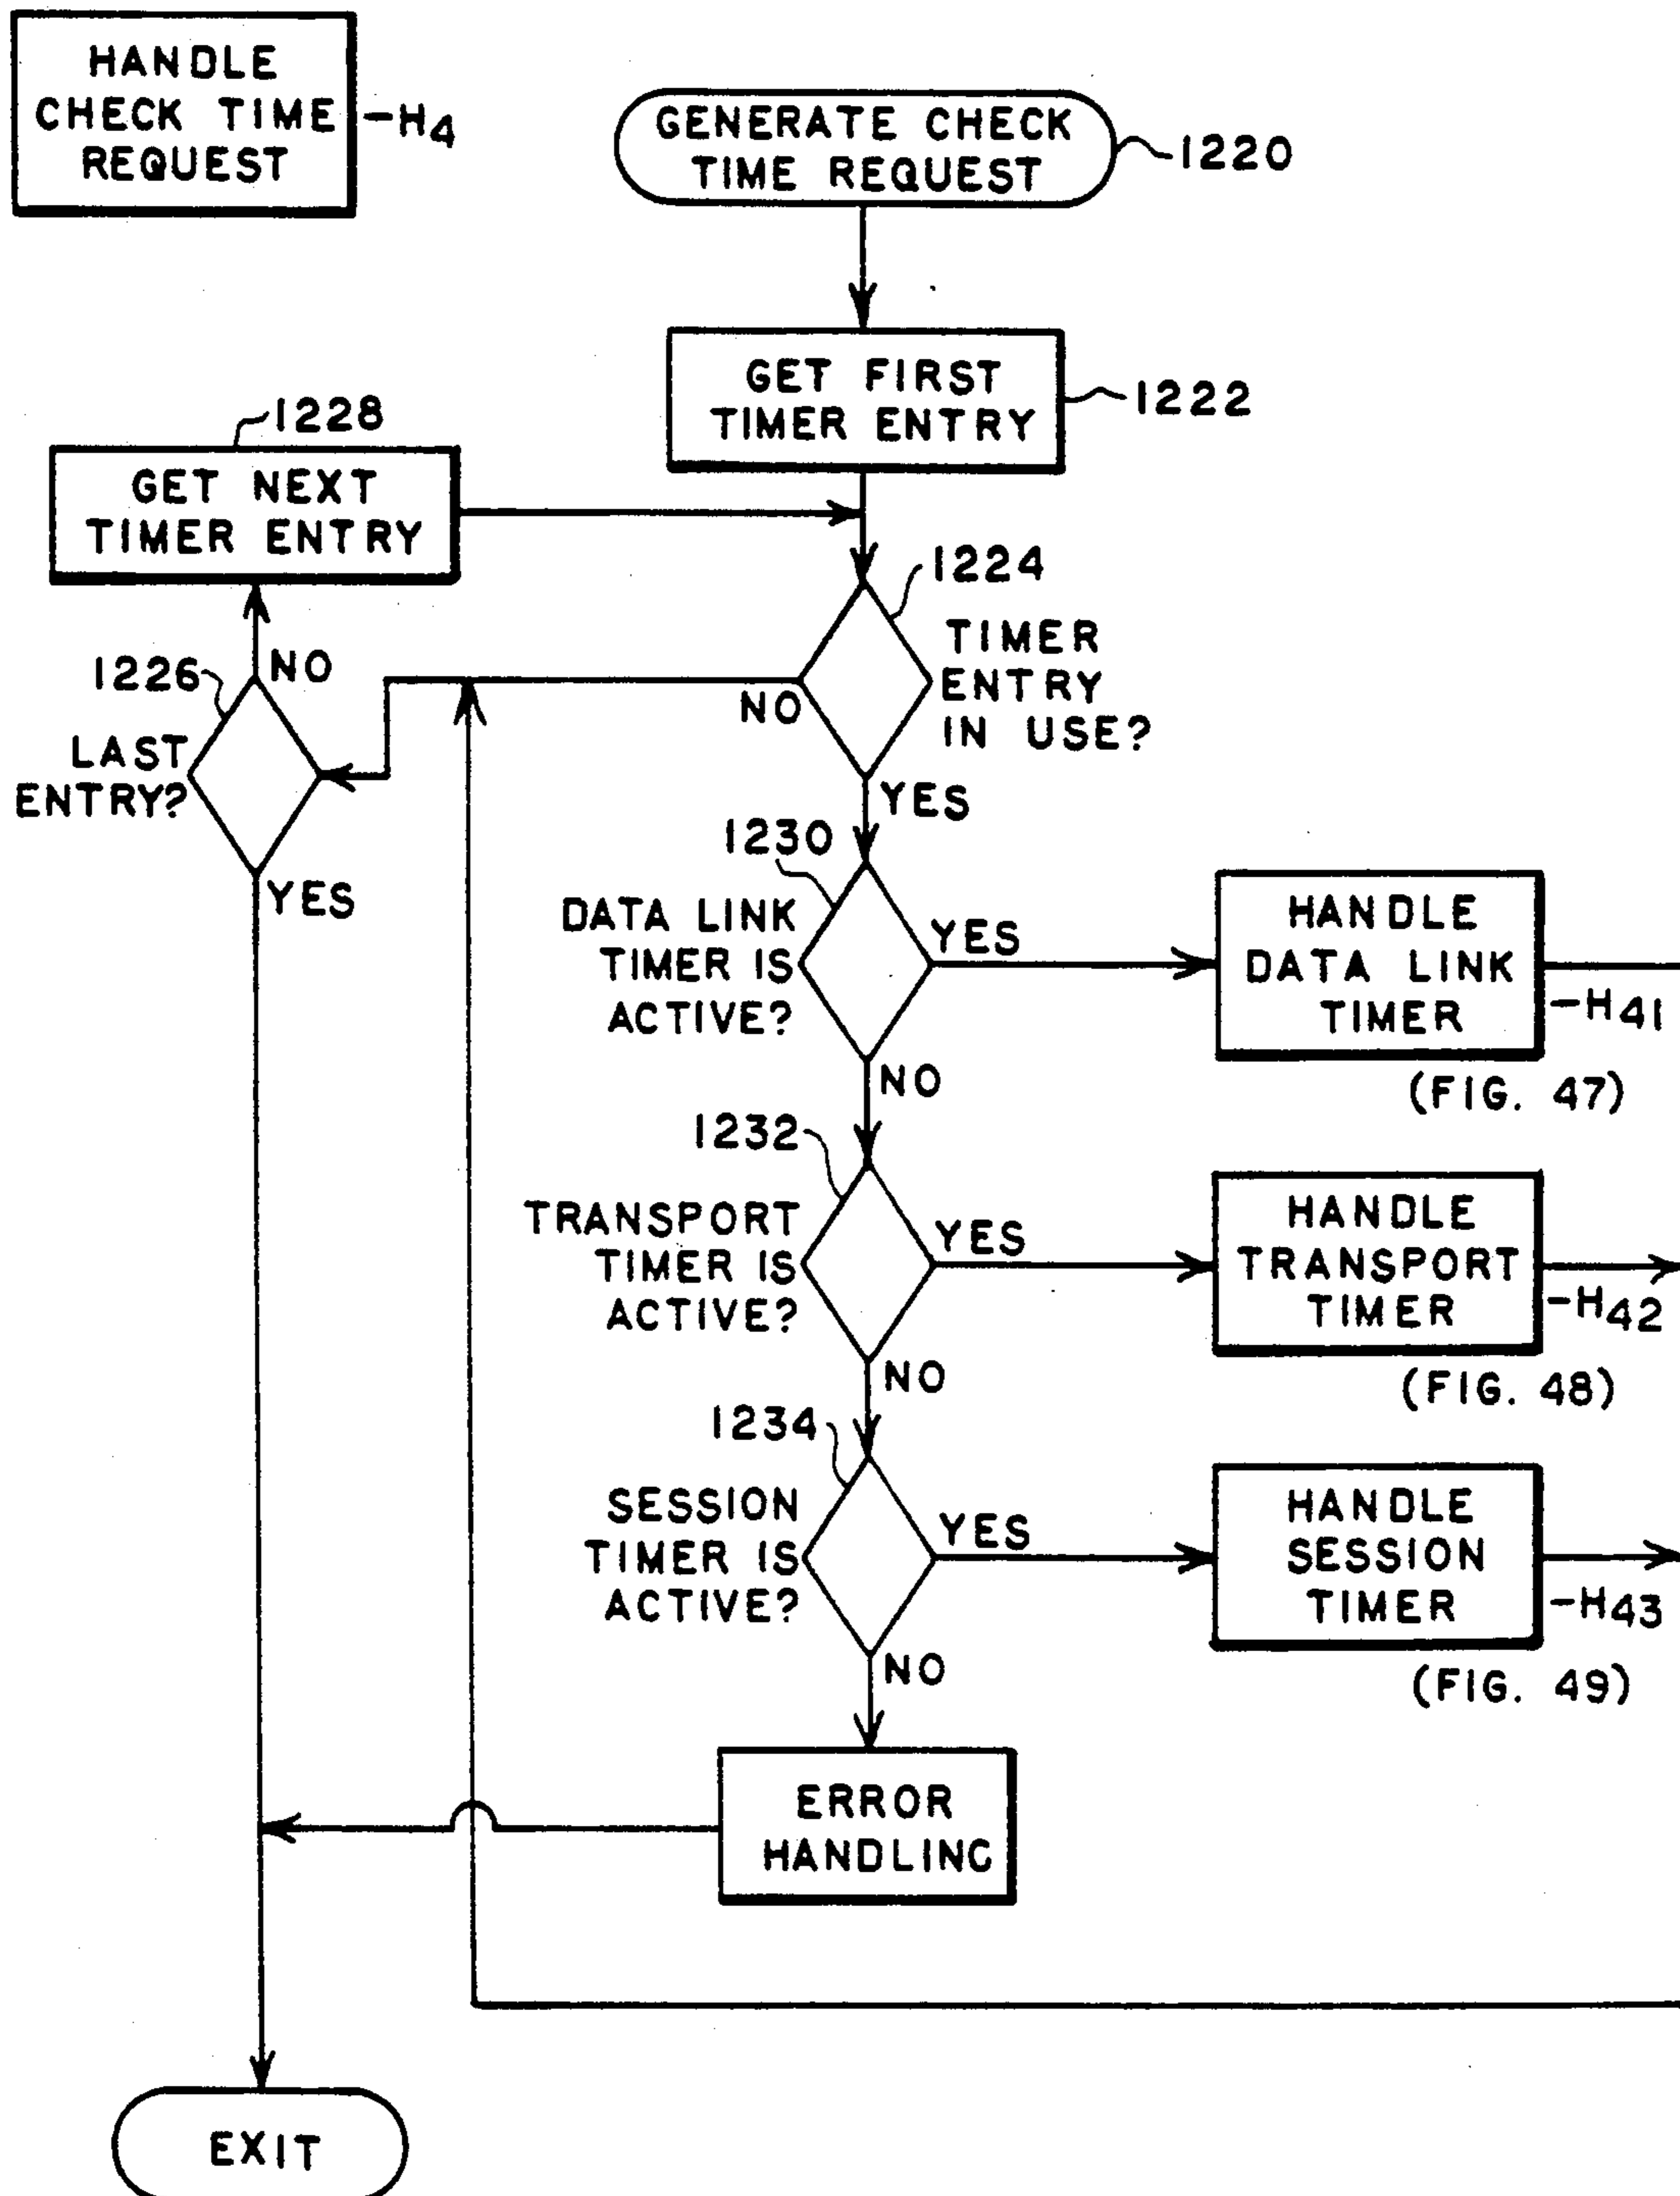 HANDLE
CHECK TIME
REQUEST
-H4
GENERATE CHECK
TIME REQUEST
1220
GET FIRST
TIMER ENTRY
1222
1228
GET NEXT
TIMER ENTRY
1224
TIMER
ENTRY
IN USE?
NO
YES
1226
NO
LAST
ENTRY?
YES
1230
DATA LINK
TIMER IS
ACTIVE?
YES
HANDLE
DATA LINK
TIMER
-H41
(FIG. 47)
NO
1232
TRANSPORT
TIMER IS
ACTIVE?
YES
HANDLE
TRANSPORT
TIMER
-H42
(FIG. 48)
NO
1234
SESSION
TIMER IS
ACTIVE?
YES
HANDLE
SESSION
TIMER
-H43
(FIG. 49)
NO
ERROR
HANDLING
EXIT